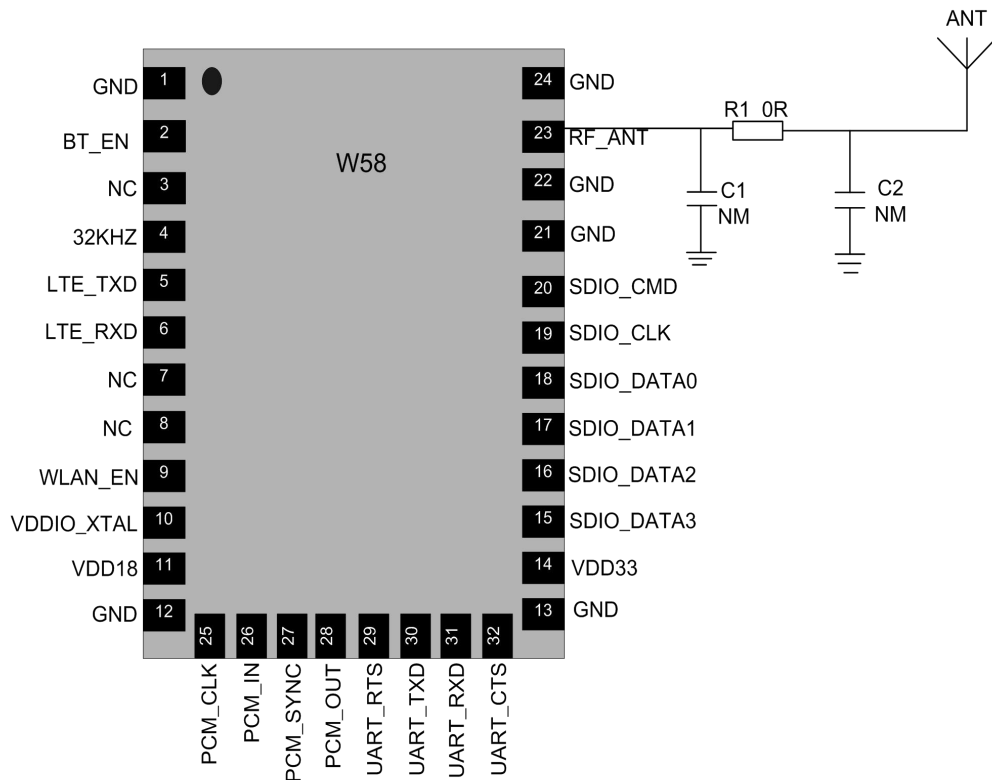 ANT
W58
1 GND
2 BT_EN
3 NC
4 32KHZ
5 LTE_TXD
6 LTE_RXD
7 NC
8 NC
9 WLAN_EN
10 VDDIO_XTAL
11 VDD18
12 GND
24 GND
23 RF_ANT
22 GND
21 GND
20 SDIO_CMD
19 SDIO_CLK
18 SDIO_DATA0
17 SDIO_DATA1
16 SDIO_DATA2
15 SDIO_DATA3
14 VDD33
13 GND
25 PCM_CLK
26 PCM_IN
27 PCM_SYNC
28 PCM_OUT
29 UART_RTS
30 UART_TXD
31 UART_RXD
32 UART_CTS
R1 0R
C1
NM
C2
NM